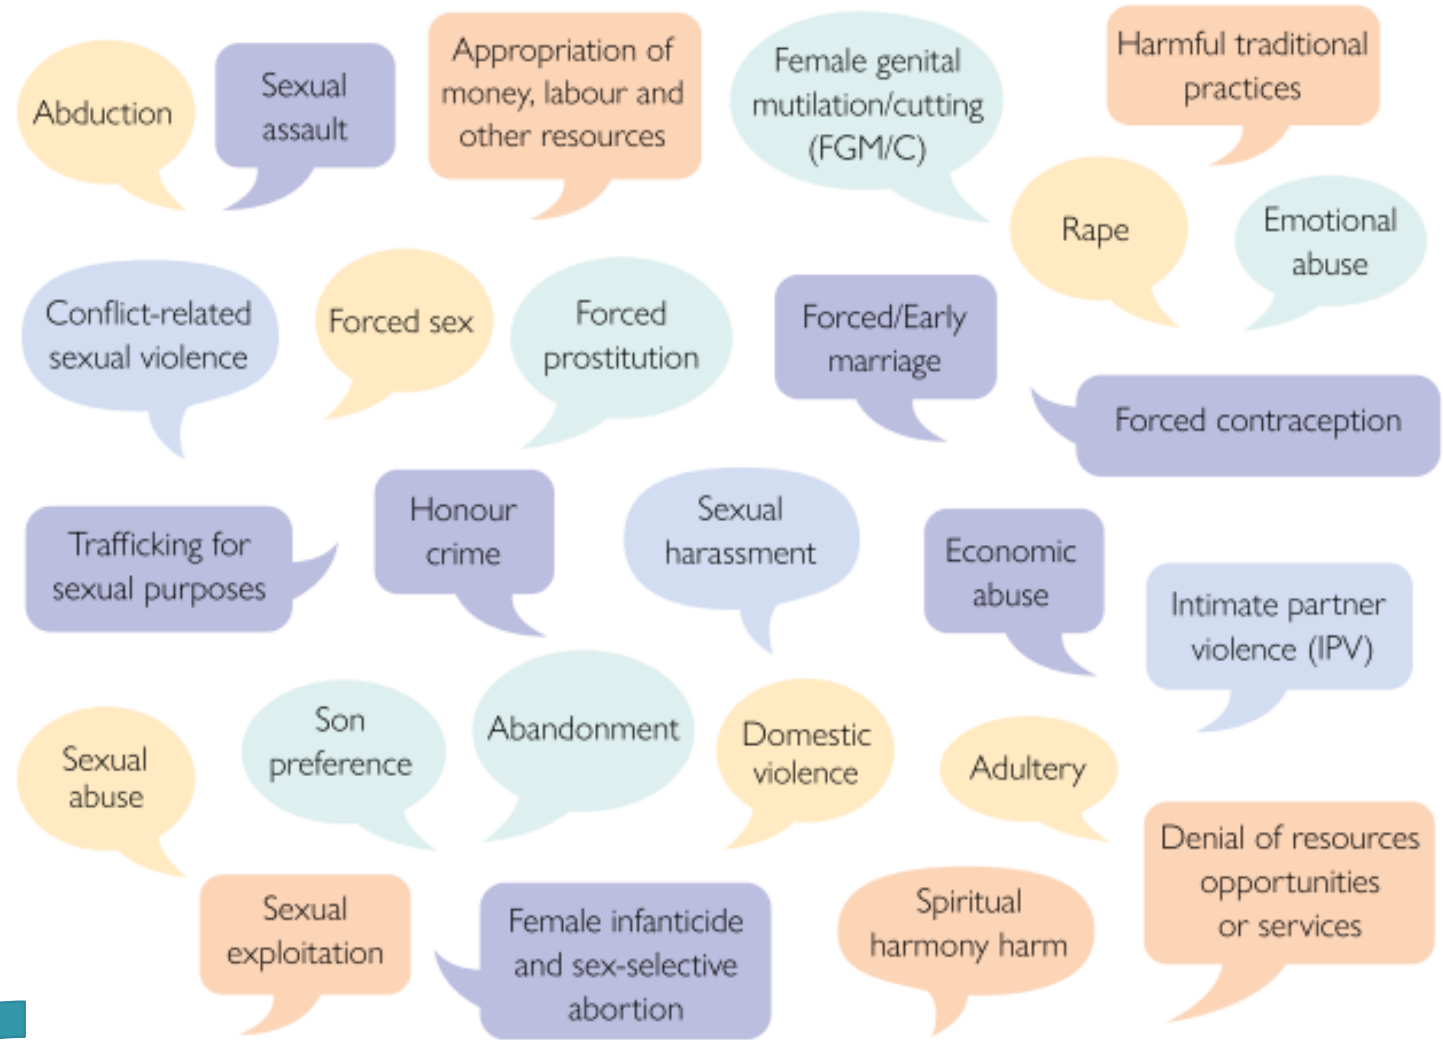 Abduction
Sexual
assault
Appropriation of
money, labour and
other resources
Female genital
mutilation/cutting
(FGM/C)
Harmful traditional
practices
Rape
Emotional
abuse
Conflict-related
sexual violence
Forced sex
Forced
prostitution
Forced/Early
marriage
Forced contraception
Trafficking for
sexual purposes
Honour
crime
Sexual
harassment
Economic
abuse
Intimate partner
violence (IPV)
Sexual
abuse
Son
preference
Abandonment
Domestic
violence
Adultery
Denial of resources
opportunities
or services
Sexual
exploitation
Female infanticide
and sex-selective
abortion
Spiritual
harmony harm